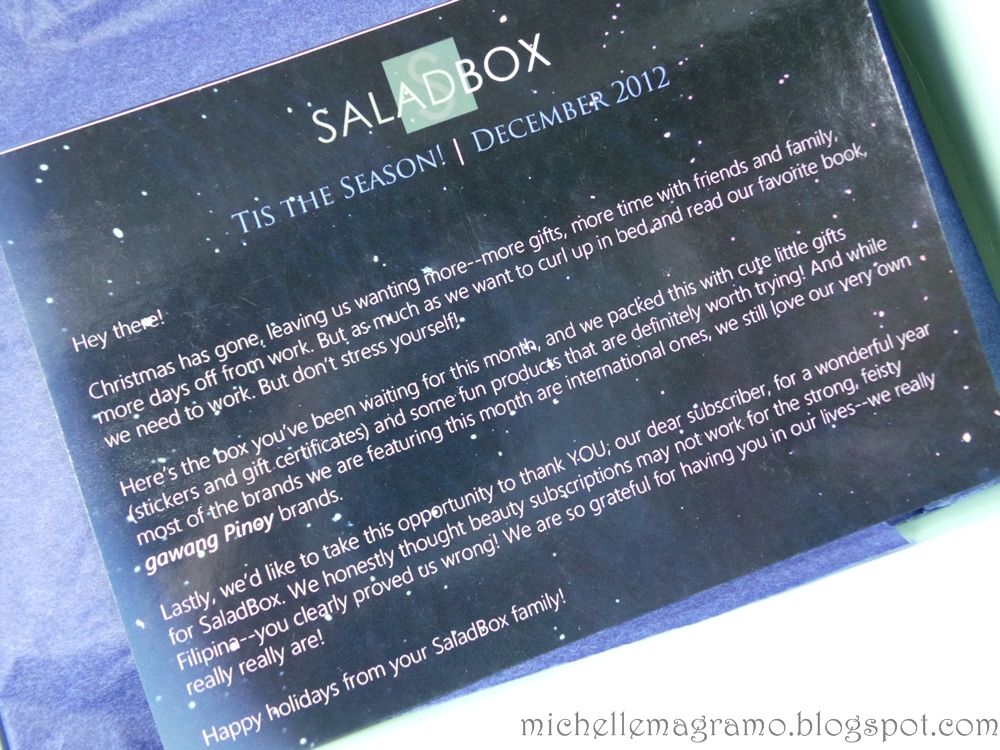 SALADBOX
TIS THE SEASON! | DECEMBER 2012
Hey there!
Christmas has gone, leaving us wanting more--more gifts, more time with friends and family,
more days off from work. But as much as we want to curl up in bed and read our favorite book,
we need to work. But don't stress yourself!
Here's the box you've been waiting for this month, and we packed this with cute little gifts
(stickers and gift certificates) and some fun products that are definitely worth trying! And while
most of the brands we are featuring this month are international ones, we still love our very own
gawang Pinoy brands.
Lastly, we'd like to take this opportunity to thank YOU; our dear subscriber, for a wonderful year
for SaladBox. We honestly thought beauty subscriptions may not work for the strong, feisty
Filipina--you clearly proved us wrong! We are so grateful for having you in our lives--we really
really really are!
Happy holidays from your SaladBox family!
michellemagramo.blogspot.com